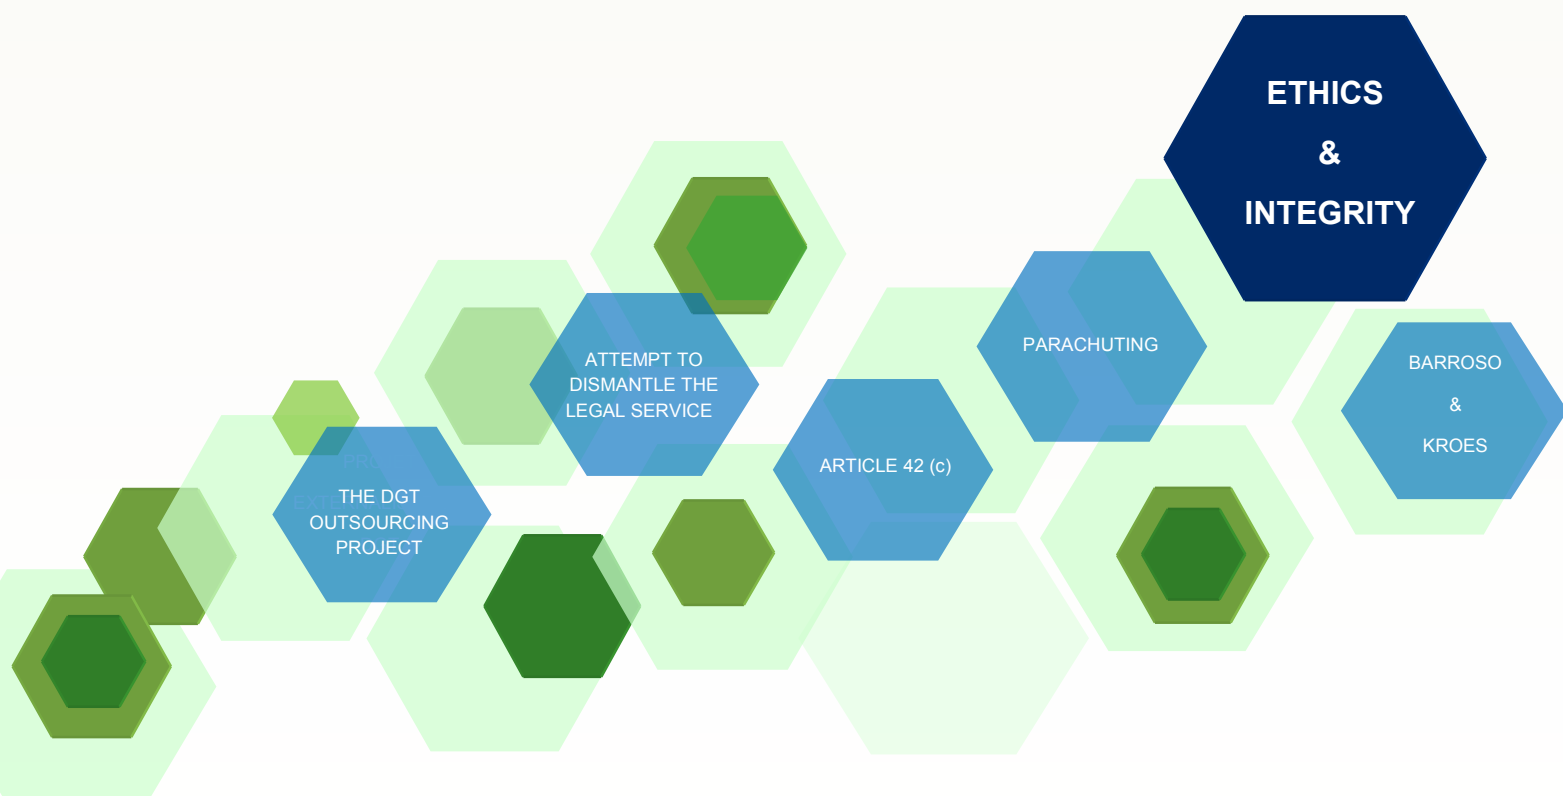 ETHICS
&
INTEGRITY
PARACHUTING
BARROSO
&
KROES
ATTEMPT TO
DISMANTLE THE
LEGAL SERVICE
ARTICLE 42 (c)
THE DGT
OUTSOURCING
PROJECT